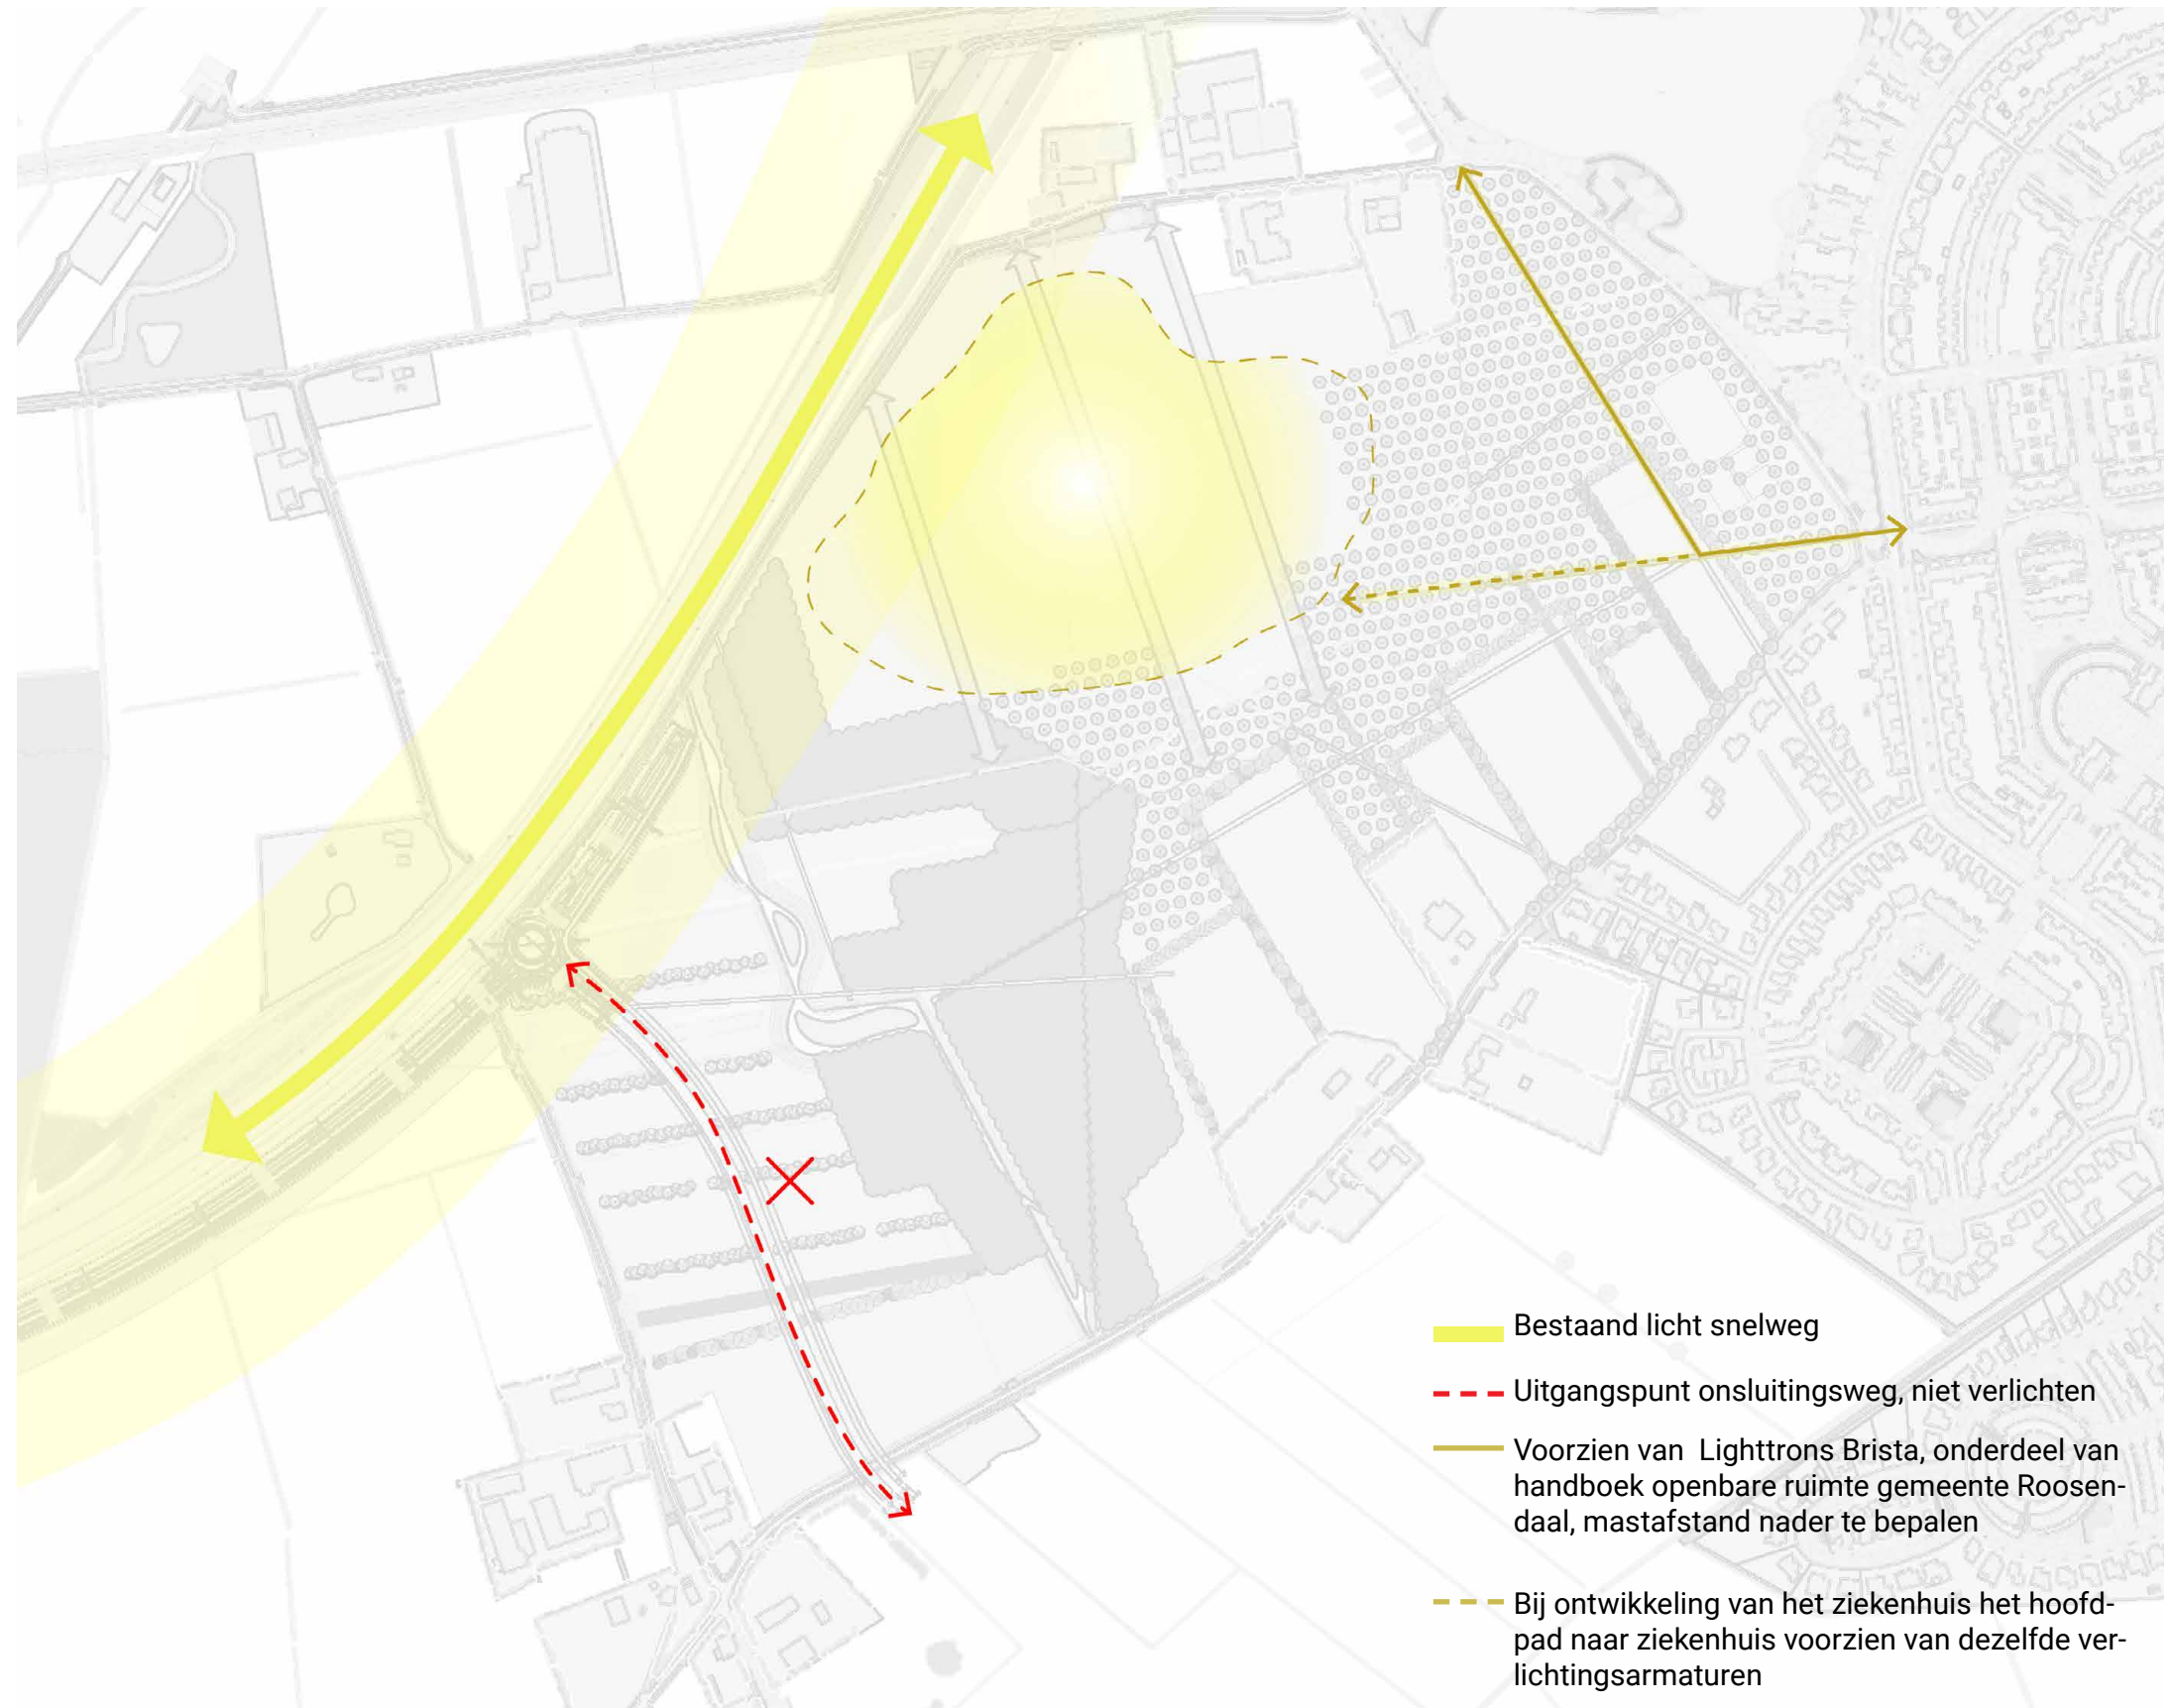 Bestaand licht snelweg
Uitgangspunt onsluitingsweg, niet verlichten
Voorzien van Lighttrons Brista, onderdeel van
handboek openbare ruimte gemeente Roosen-
daal, mastafstand nader te bepalen
Bij ontwikkeling van het ziekenhuis het hoofd-
pad naar ziekenhuis voorzien van dezelfde ver-
lichtingsarmaturen